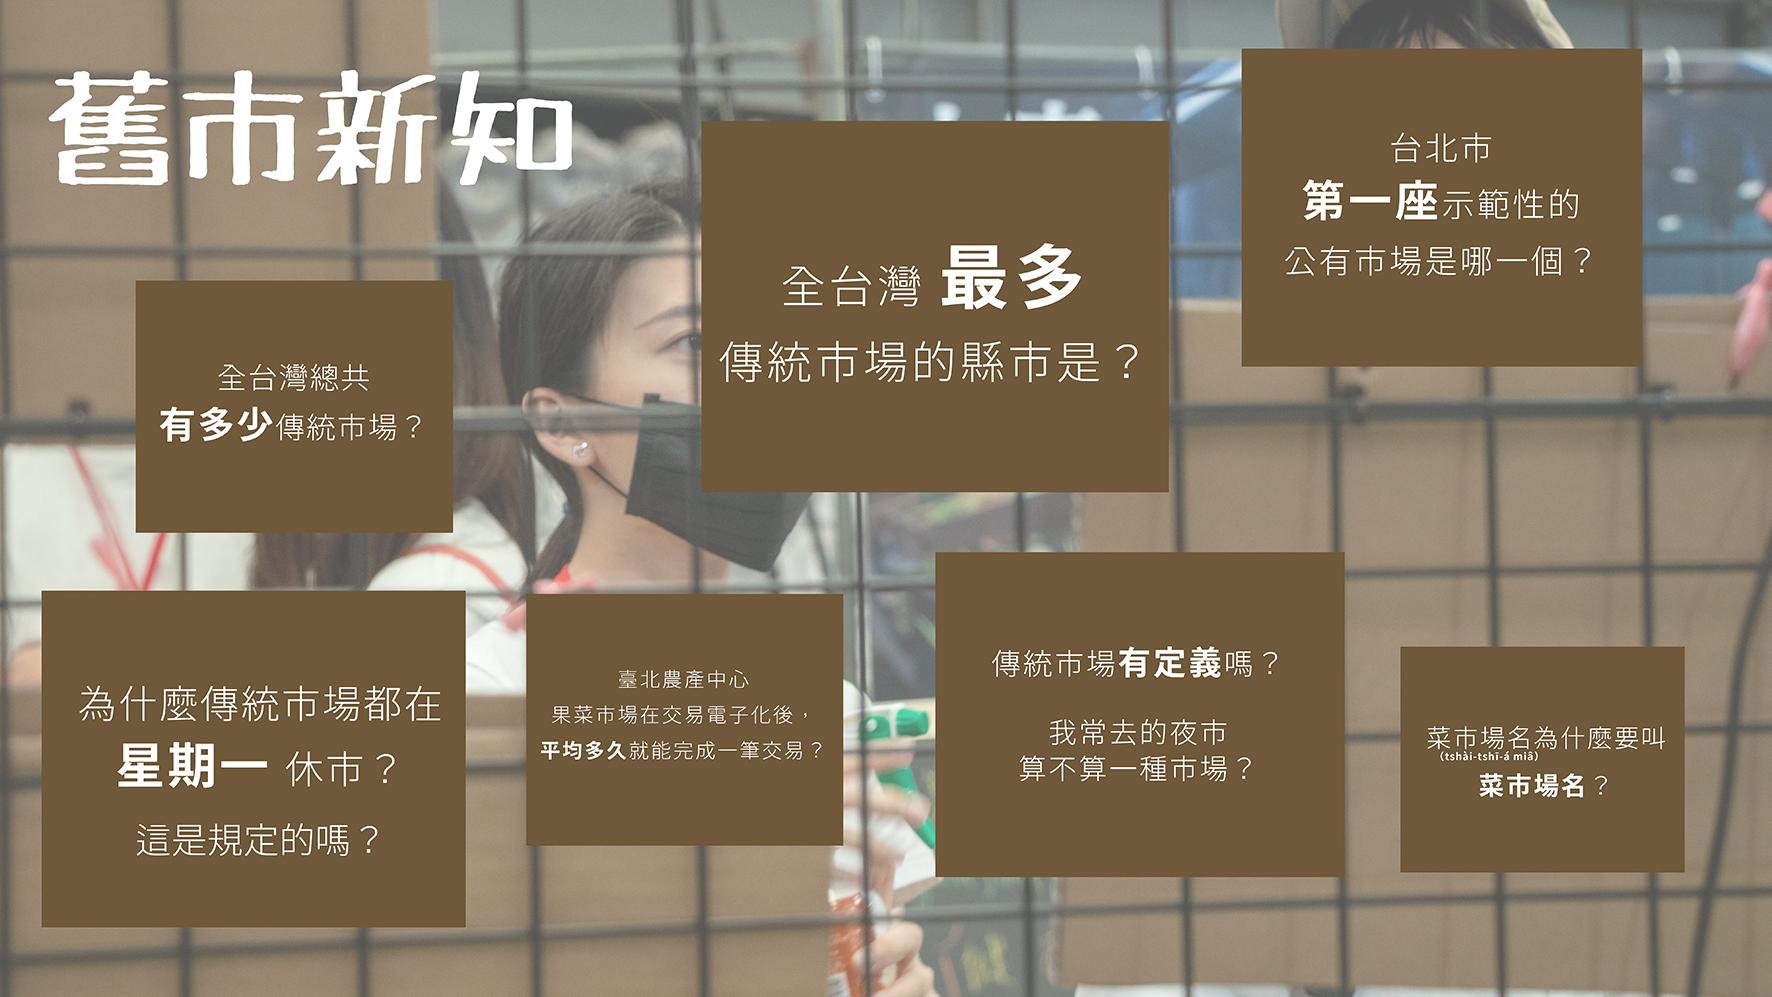 舊市新知
台北市
第一座示範性的
公有市場是哪一個？
全台灣 最多
傳統市場的縣市是？
全台灣總共
有多少傳統市場？
為什麼傳統市場都在
星期一 休市？
這是規定的嗎？
臺北農產中心
果菜市場在交易電子化後，
平均多久就能完成一筆交易？
傳統市場有定義嗎？
我常去的夜市
算不算一種市場？
菜市場名為什麼要叫
(tshài-tshī-á miâ)
菜市場名？